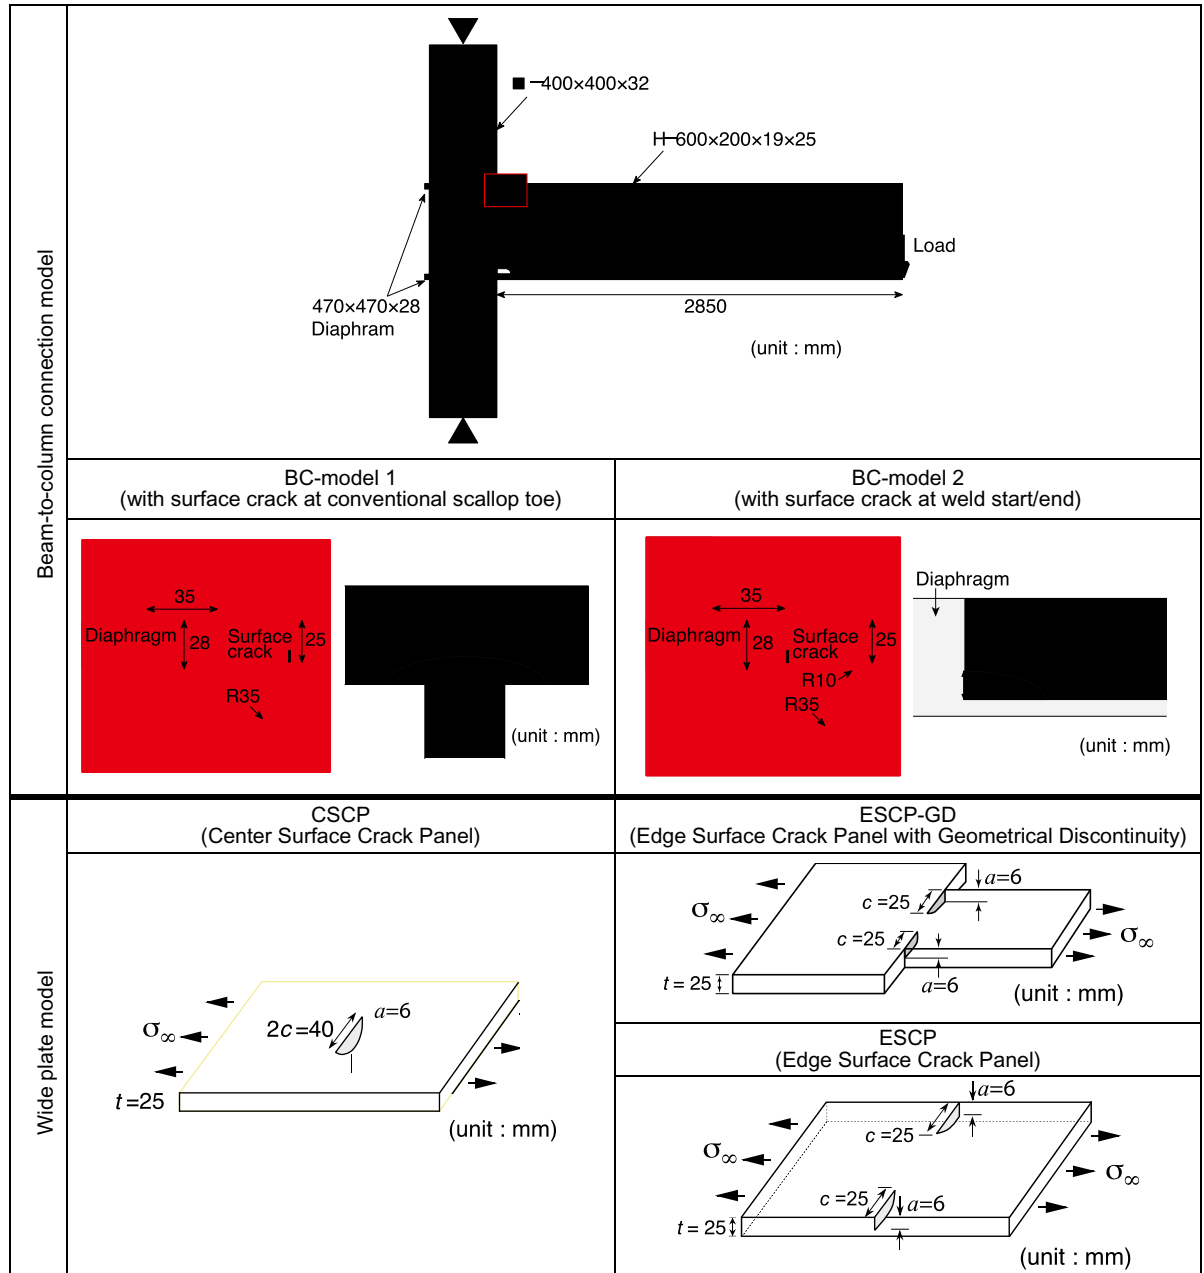 Beam-to-column connection model
400×400×32
H 600×200×19×25
Load
470×470×28
Diaphram
2850
(unit : mm)
BC-model 1
(with surface crack at conventional scallop toe)
BC-model 2
(with surface crack at weld start/end)
35
Diaphragm
28
Surface
crack
25
R35
(unit : mm)
35
Diaphragm
28
Surface
crack
25
R10
R35
Diaphragm
(unit : mm)
Wide plate model
CSCP
(Center Surface Crack Panel)
σ∞
2c=40
a=6
t=25
(unit : mm)
ESCP-GD
(Edge Surface Crack Panel with Geometrical Discontinuity)
a=6
c=25
σ∞
c=25
σ∞
t = 25
a=6
(unit : mm)
ESCP
(Edge Surface Crack Panel)
a=6
c=25
σ∞
σ∞
c=25
a=6
t = 25
(unit : mm)